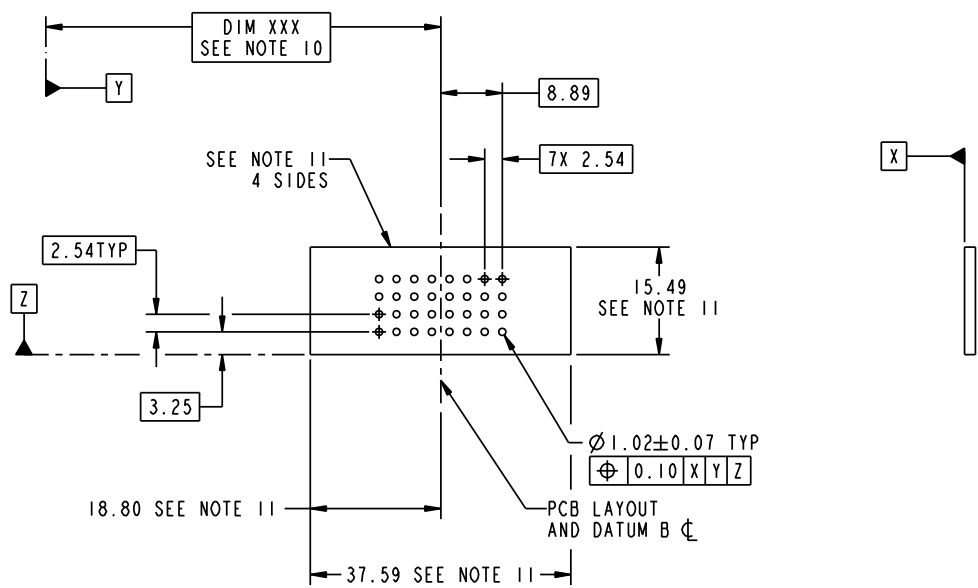 DIM XXX
SEE NOTE 10
Y
8.89
7X 2.54
X
SEE NOTE 11
4 SIDES
2.54TYP
Z
15.49
SEE NOTE 11
3.25
Ø1.02±0.07 TYP
⌖ 0.10 X Y Z
18.80 SEE NOTE 11
PCB LAYOUT
AND DATUM B ℄
37.59 SEE NOTE 11